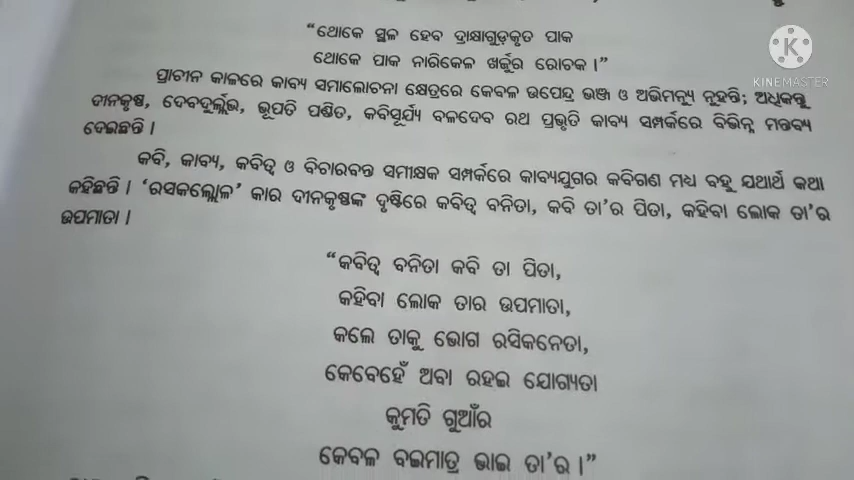 “ଥୋକେ ସ୍ଥଳ ହେବ ଦ୍ରାକ୍ଷାଗୁଡ଼କୃତ ପାକ
ଥୋକେ ପାକ ନାରିକେଳ ଖର୍ଜ୍ଜୁର ରୋଚକ ।”
KINEMASTER
ପ୍ରାଚୀନ କାଳରେ କାବ୍ୟ ସମାଲୋଚନା କ୍ଷେତ୍ରରେ କେବଳ ଉପେନ୍ଦ୍ର ଭଞ୍ଜ ଓ ଅଭିମନ୍ୟୁ ନୁହନ୍ତି; ଅଧିକନ୍ତୁ
ଦୀନକୃଷ୍ଣ, ଦେବଦୁର୍ଲ୍ଲଭ, ଭୂପତି ପଣ୍ଡିତ, କବିସୂର୍ଯ୍ୟ ବଳଦେବ ରଥ ପ୍ରଭୃତି କାବ୍ୟ ସମ୍ପର୍କରେ ବିଭିନ୍ନ ମନ୍ତବ୍ୟ
ଦେଇଛନ୍ତି ।
କବି, କାବ୍ୟ, କବିତ୍ୱ ଓ ବିଚାରବନ୍ତ ସମୀକ୍ଷକ ସମ୍ପର୍କରେ କାବ୍ୟଯୁଗର କବିଗଣ ମଧ୍ୟ ବହୁ ଯଥାର୍ଥ କଥା
କହିଛନ୍ତି । ‘ରସକଲ୍ଲୋଳ’ କାର ଦୀନକୃଷ୍ଣଙ୍କ ଦୃଷ୍ଟିରେ କବିତ୍ୱ ବନିତା, କବି ତା’ର ପିତା, କହିବା ଲୋକ ତା’ର
ଉପମାତା ।
“କବିତ୍ୱ ବନିତା କବି ତା ପିତା,
କହିବା ଲୋକ ତାର ଉପମାତା,
କଲେ ତାକୁ ଭୋଗ ରସିକନେତା,
କେବେହେଁ ଅବା ରହଇ ଯୋଗ୍ୟତା
କୁମତି ଗୁଆଁର
କେବଳ ବଇମାତ୍ର ଭାଇ ତା’ର ।”